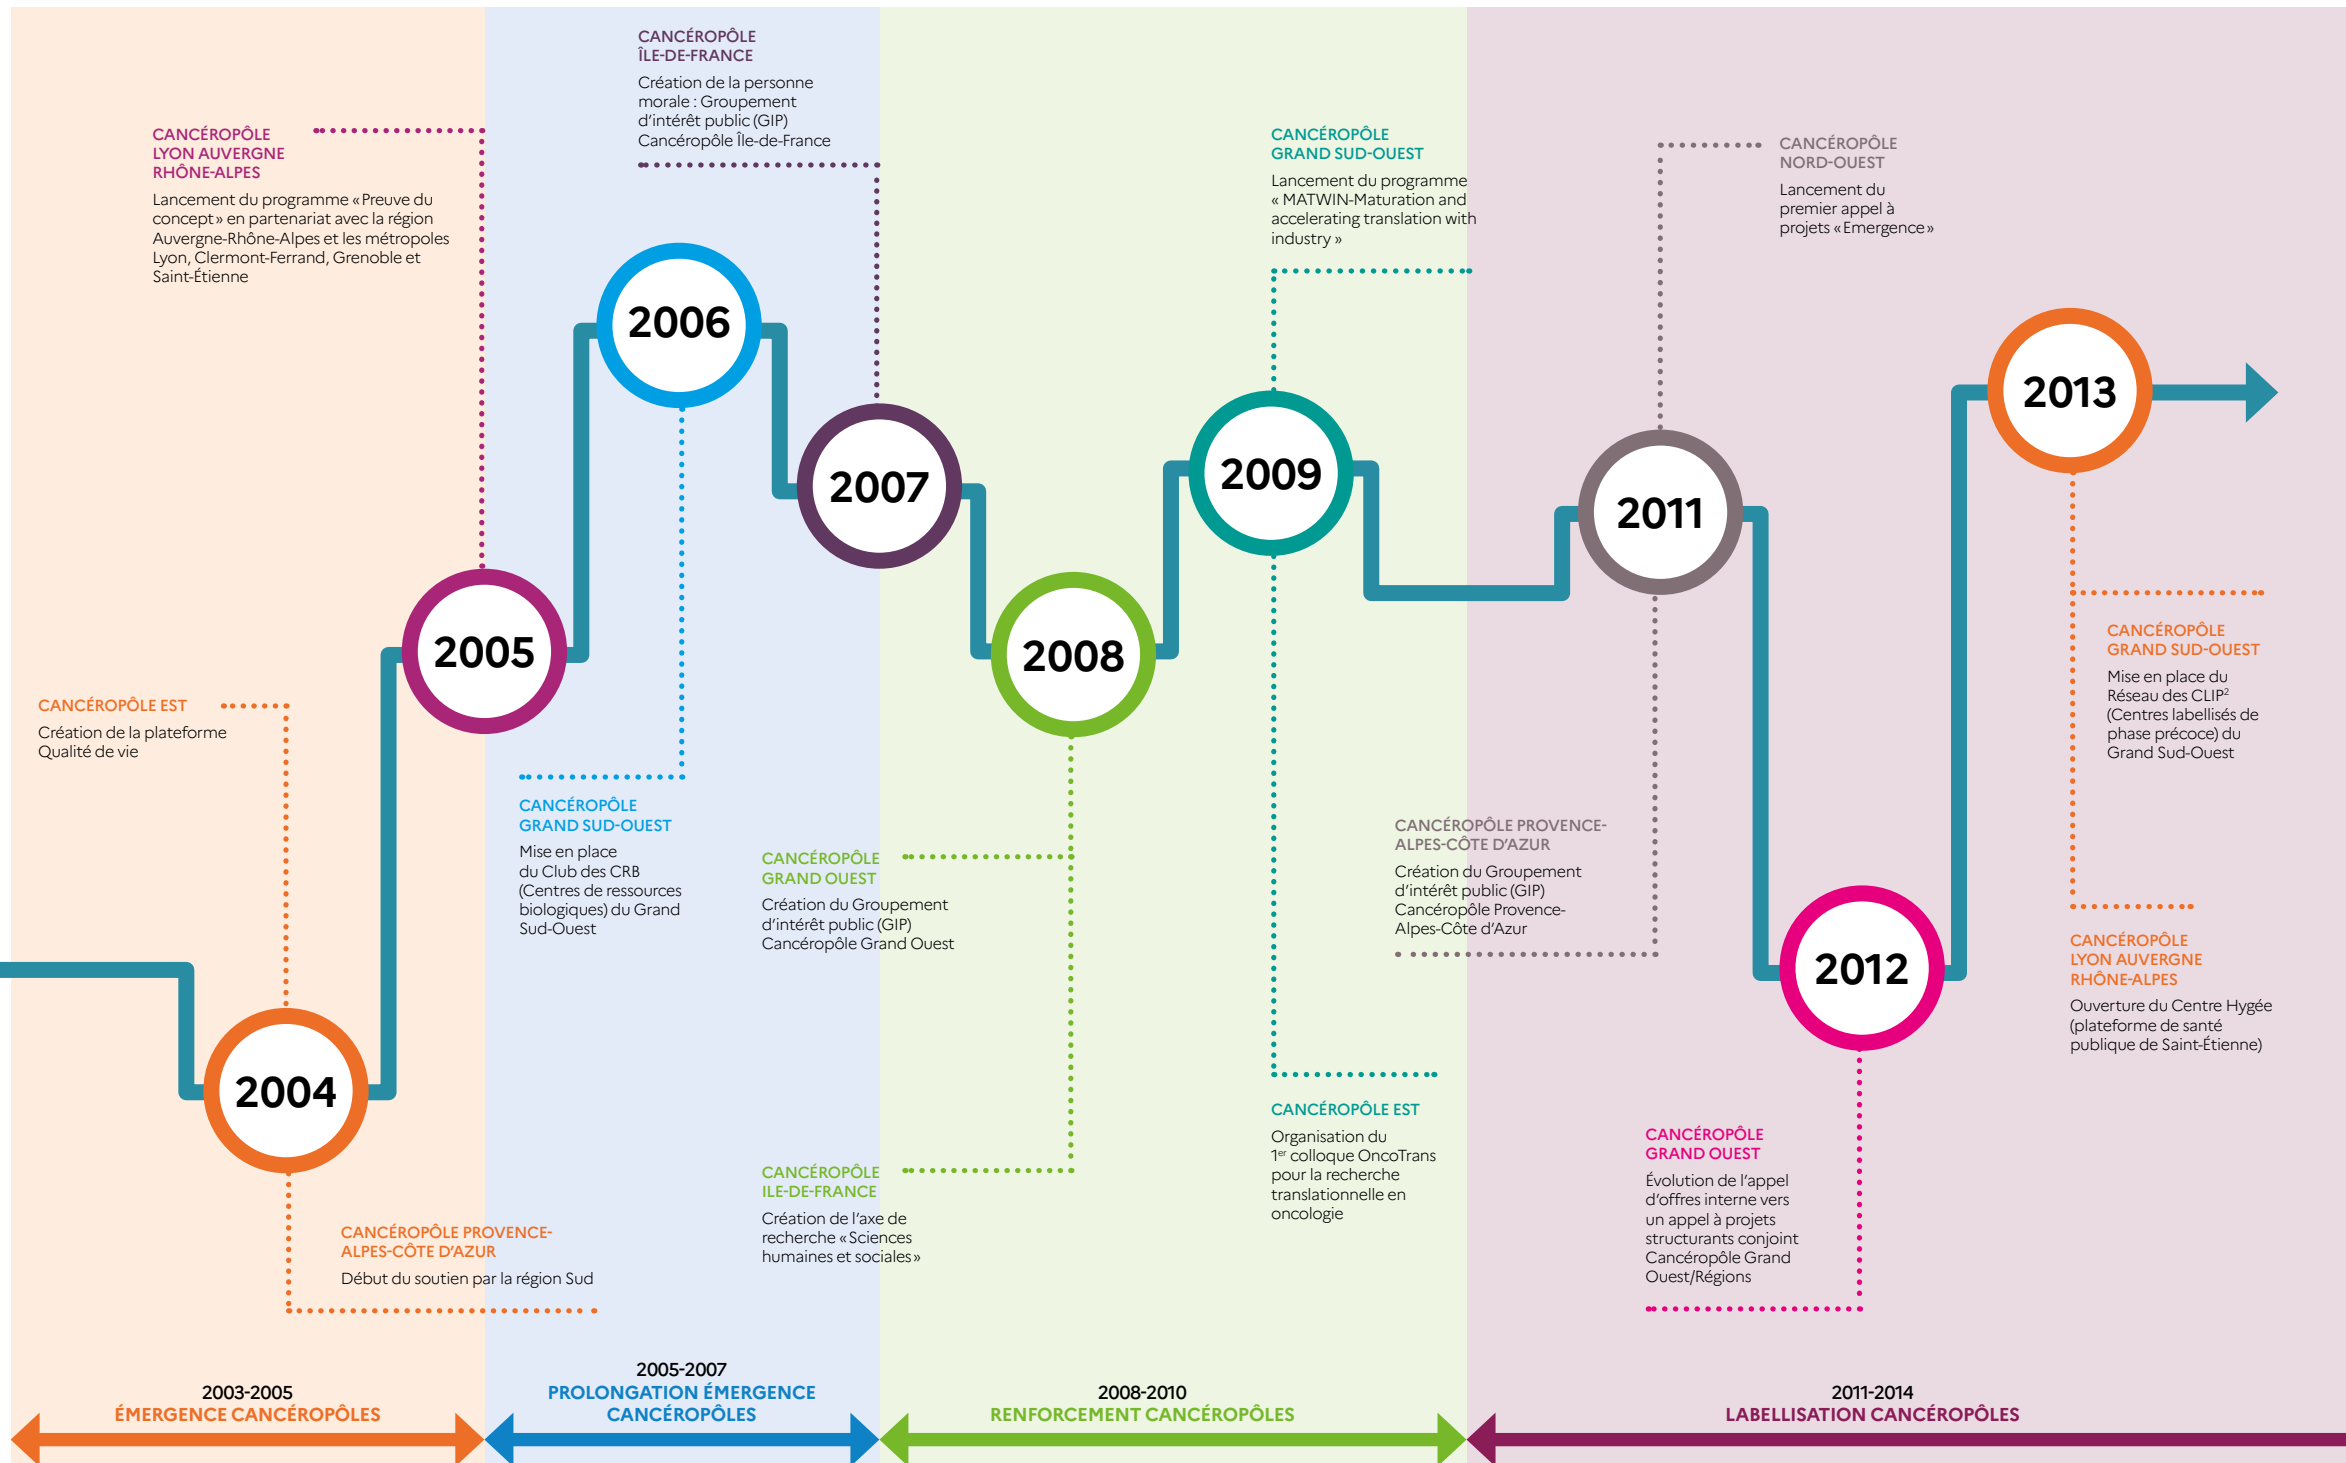 CANCÉROPÔLE
ÎLE-DE-FRANCE
Création de la personne
morale : Groupement
d’intérêt public (GIP)
Cancéropôle Île-de-France
CANCÉROPÔLE
LYON AUVERGNE
RHÔNE-ALPES
Lancement du programme « Preuve du
concept » en partenariat avec la région
Auvergne-Rhône-Alpes et les métropoles
Lyon, Clermont-Ferrand, Grenoble et
Saint-Étienne
CANCÉROPÔLE
GRAND SUD-OUEST
Lancement du programme
« MATWIN-Maturation and
accelerating translation with
industry »
CANCÉROPÔLE
NORD-OUEST
Lancement du
premier appel à
projets « Emergence »
2006
2013
2007
2009
2011
2005
2008
CANCÉROPÔLE EST
Création de la plateforme
Qualité de vie
CANCÉROPÔLE
GRAND SUD-OUEST
Mise en place
du Club des CRB
(Centres de ressources
biologiques) du Grand
Sud-Ouest
CANCÉROPÔLE
GRAND OUEST
Création du Groupement
d’intérêt public (GIP)
Cancéropôle Grand Ouest
CANCÉROPÔLE PROVENCE-
ALPES-CÔTE D’AZUR
Création du Groupement
d’intérêt public (GIP)
Cancéropôle Provence-
Alpes-Côte d’Azur
CANCÉROPÔLE
GRAND SUD-OUEST
Mise en place du
Réseau des CLIP²
(Centres labellisés de
phase précoce) du
Grand Sud-Ouest
2012
CANCÉROPÔLE
LYON AUVERGNE
RHÔNE-ALPES
Ouverture du Centre Hygée
(plateforme de santé
publique de Saint-Étienne)
2004
CANCÉROPÔLE PROVENCE-
ALPES-CÔTE D’AZUR
Début du soutien par la région Sud
CANCÉROPÔLE
ILE-DE-FRANCE
Création de l’axe de
recherche « Sciences
humaines et sociales »
CANCÉROPÔLE EST
Organisation du
1er colloque OncoTrans
pour la recherche
translationnelle en
oncologie
CANCÉROPÔLE
GRAND OUEST
Évolution de l’appel
d’offres interne vers
un appel à projets
structurants conjoint
Cancéropôle Grand
Ouest/Régions
2003-2005
ÉMERGENCE CANCÉROPÔLES
2005-2007
PROLONGATION ÉMERGENCE
CANCÉROPÔLES
2008-2010
RENFORCEMENT CANCÉROPÔLES
2011-2014
LABELLISATION CANCÉROPÔLES